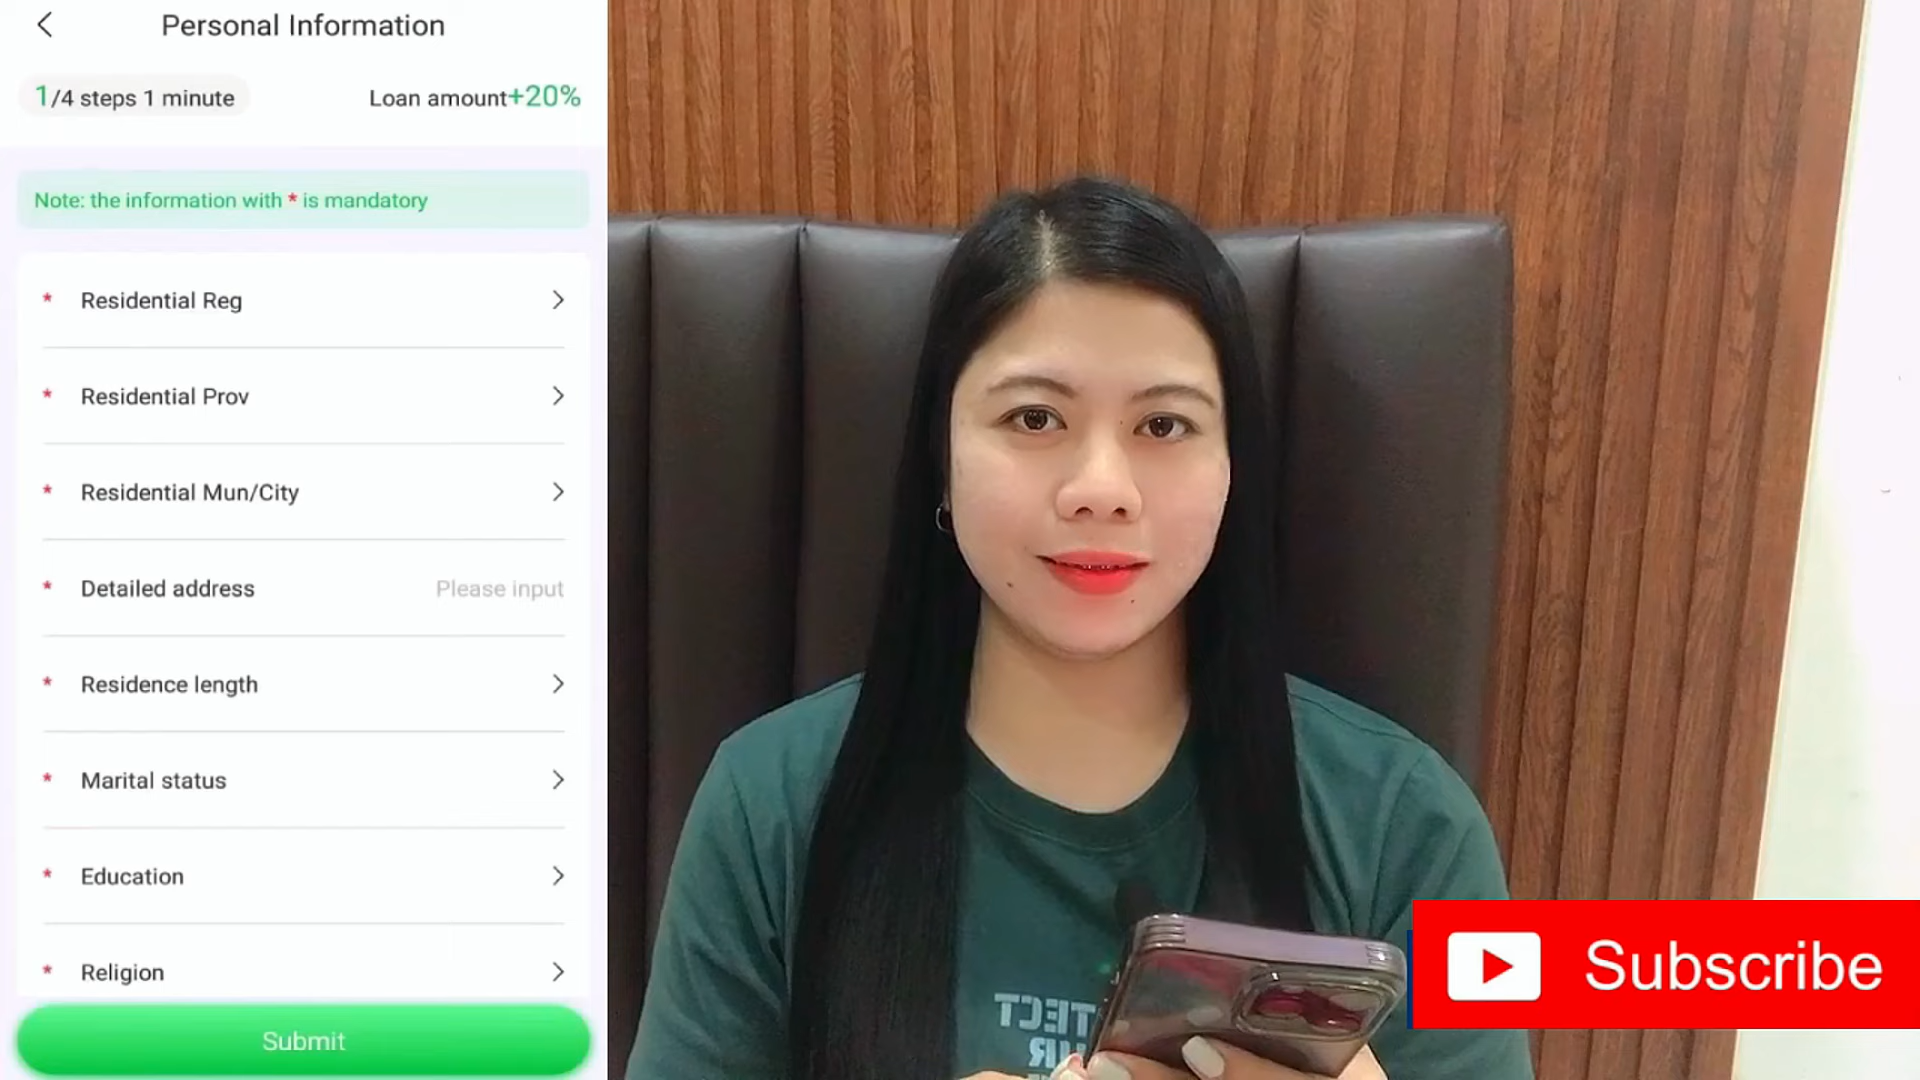 Personal Information
1/4 steps 1 minute
Loan amount+20%
Note: the information with * is mandatory
* Residential Reg
* Residential Prov
* Residential Mun/City
* Detailed address Please input
* Residence length
* Marital status
* Education
* Religion
Submit
Subscribe